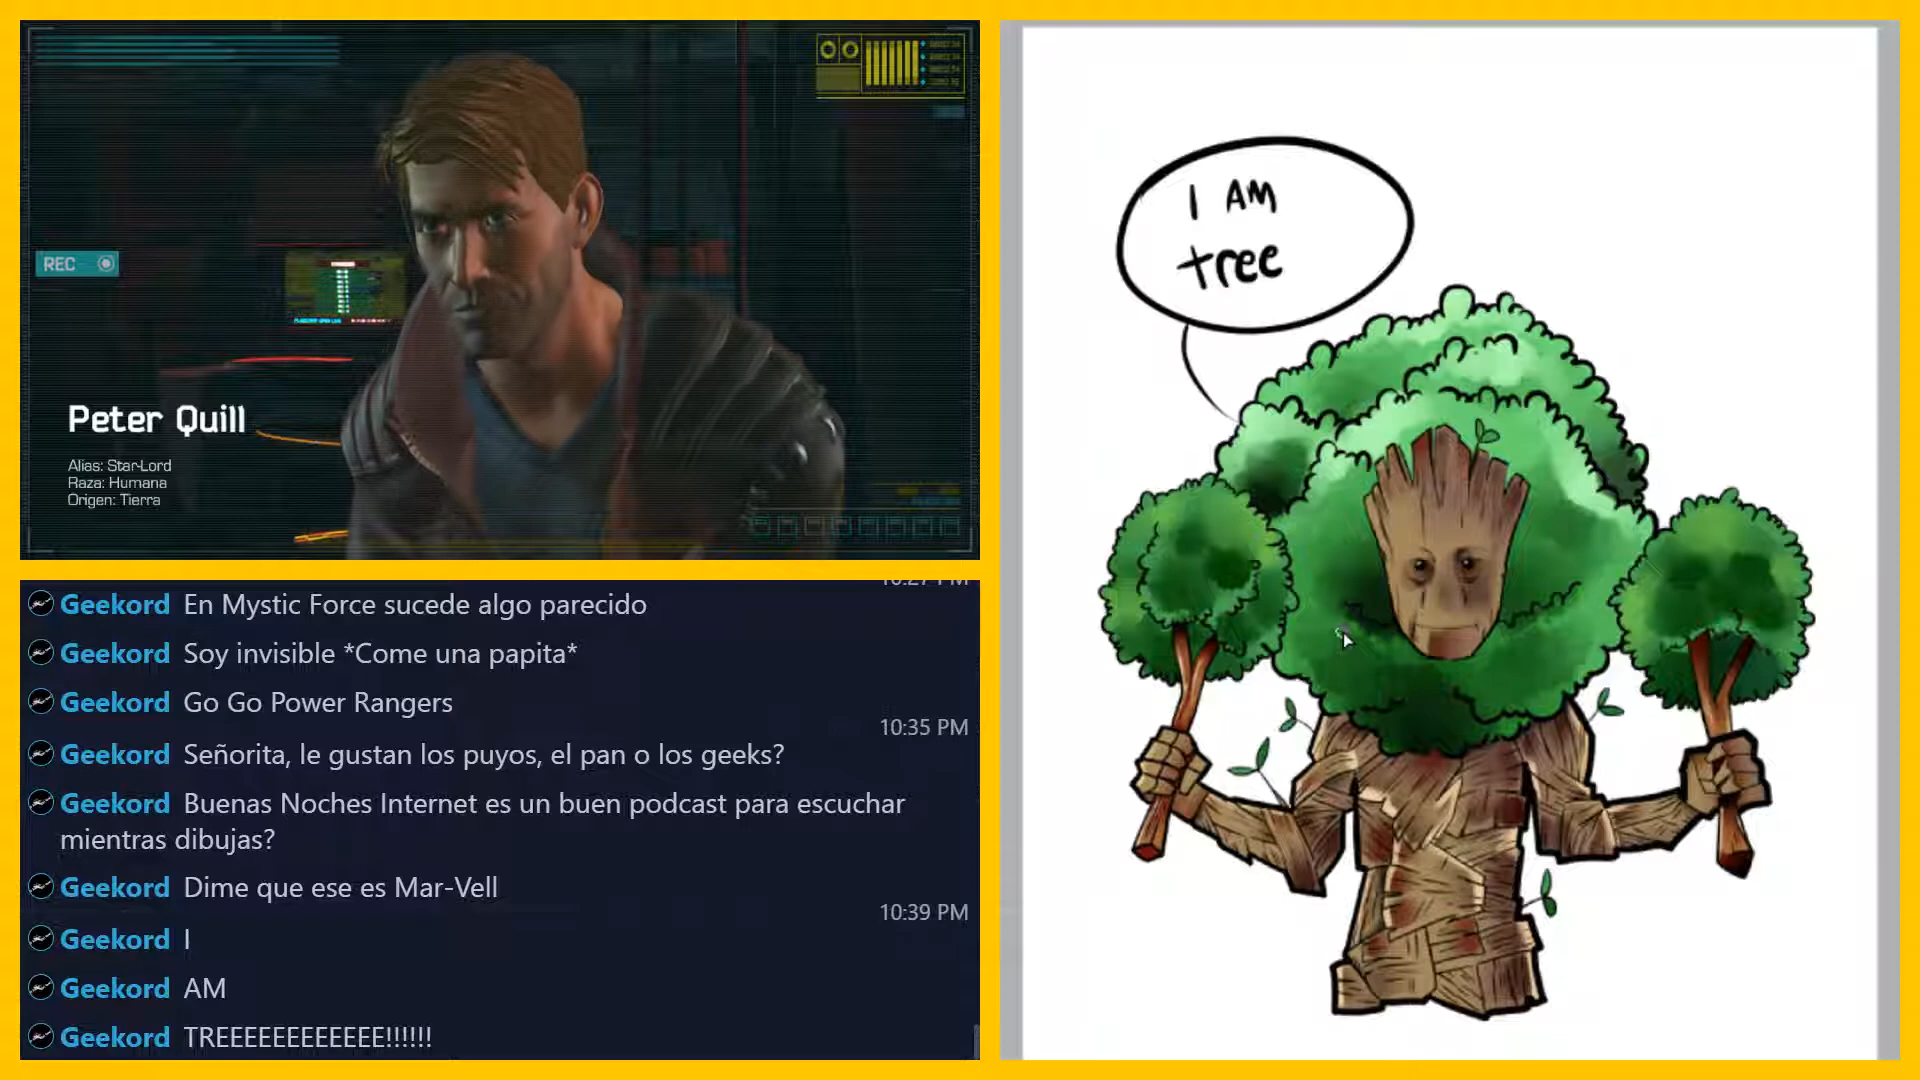 REC
Peter Quill
Alias: Star-Lord
Raza: Humana
Origen: Tierra
Geekord En Mystic Force sucede algo parecido
Geekord Soy invisible *Come una papita*
Geekord Go Go Power Rangers
10:35 PM
Geekord Señorita, le gustan los puyos, el pan o los geeks?
Geekord Buenas Noches Internet es un buen podcast para escuchar
mientras dibujas?
Geekord Dime que ese es Mar-Vell
10:39 PM
Geekord I
Geekord AM
Geekord TREEEEEEEEEEE!!!!!!
I AM
tree